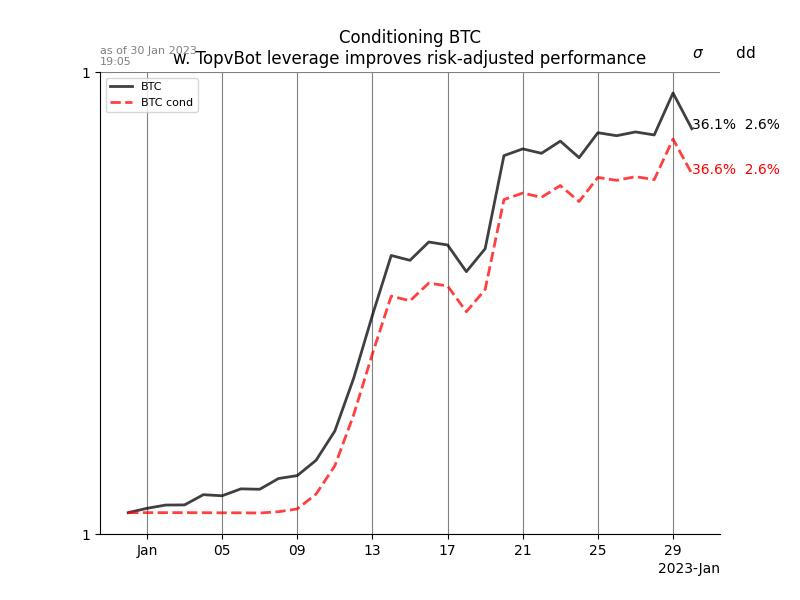 Conditioning BTC
w. TopvBot leverage improves risk-adjusted performance
as of 30 Jan 2023
19:05
σ dd
1
BTC
BTC cond
36.1% 2.6%
36.6% 2.6%
1
Jan 05 09 13 17 21 25 29
2023-Jan